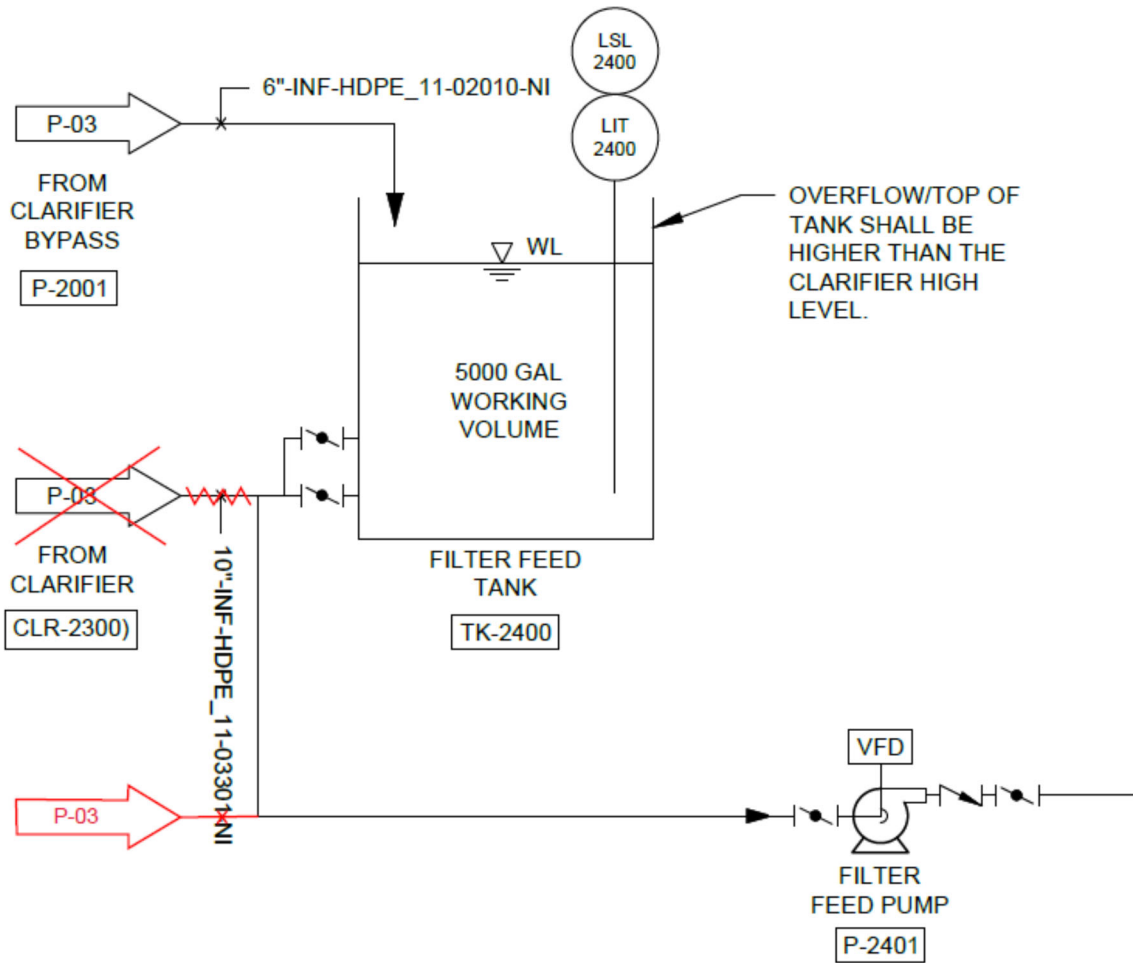 LSL
2400
LIT
2400
6"-INF-HDPE_11-02010-NI
P-03
FROM
CLARIFIER
BYPASS
P-2001
OVERFLOW/TOP OF
TANK SHALL BE
HIGHER THAN THE
CLARIFIER HIGH
LEVEL.
WL
5000 GAL
WORKING
VOLUME
P-03
FROM
CLARIFIER
CLR-2300)
10"-INF-HDPE_11-03301-NI
FILTER FEED
TANK
TK-2400
P-03
VFD
FILTER
FEED PUMP
P-2401